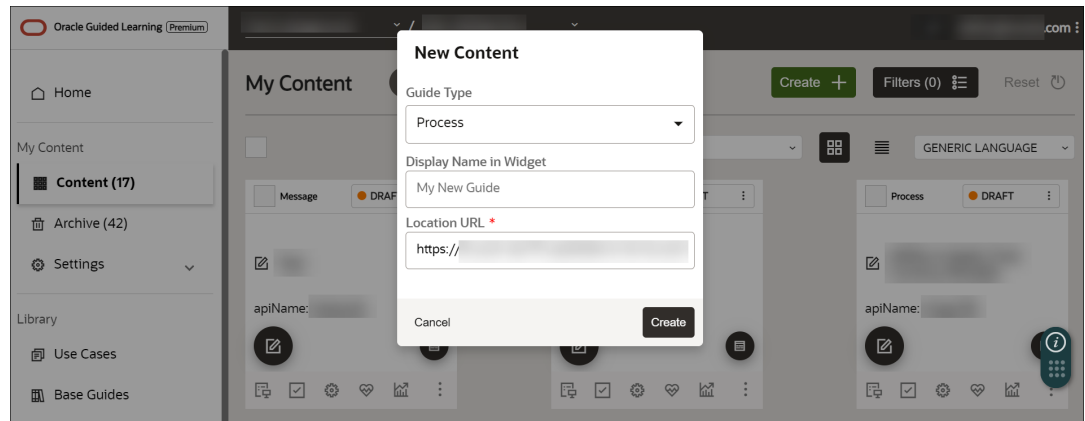 Oracle Guided Learning Premium
/
.com
New Content
My Content
Create +
Filters (0)
Reset
Guide Type
Process
Home
My Content
Display Name in Widget
My New Guide
GENERIC LANGUAGE
Content (17)
Message
DRAF
T
Process
DRAFT
Archive (42)
Location URL *
https://
Settings
apiName:
apiName:
Library
Cancel
Create
Use Cases
Base Guides